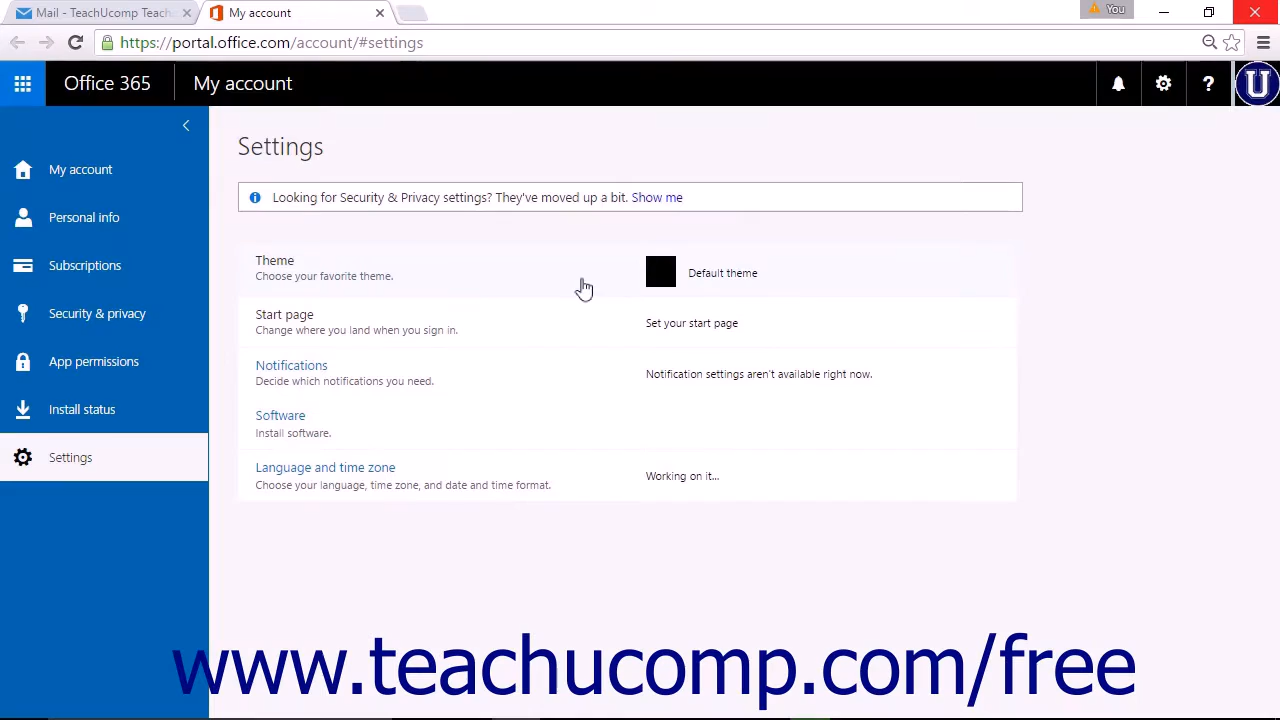 Mail - TeachUcomp Teach
My account
You
https://portal.office.com/account/#settings
Office 365
My account
?
U
My account
Personal info
Subscriptions
Security & privacy
App permissions
Install status
Settings
Settings
Looking for Security & Privacy settings? They've moved up a bit. Show me
Theme
Choose your favorite theme.
Default theme
Start page
Change where you land when you sign in.
Set your start page
Notifications
Decide which notifications you need.
Notification settings aren't available right now.
Software
Install software.
Language and time zone
Choose your language, time zone, and date and time format.
Working on it...
www.teachucomp.com/free